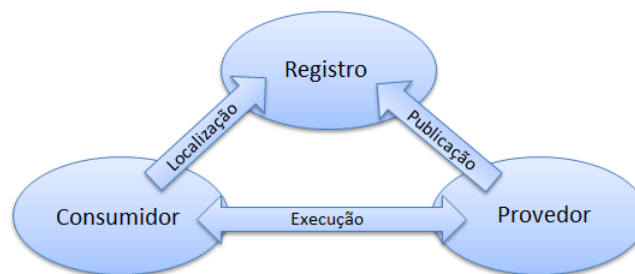 Registro
Localização
Publicação
Consumidor
Execução
Provedor